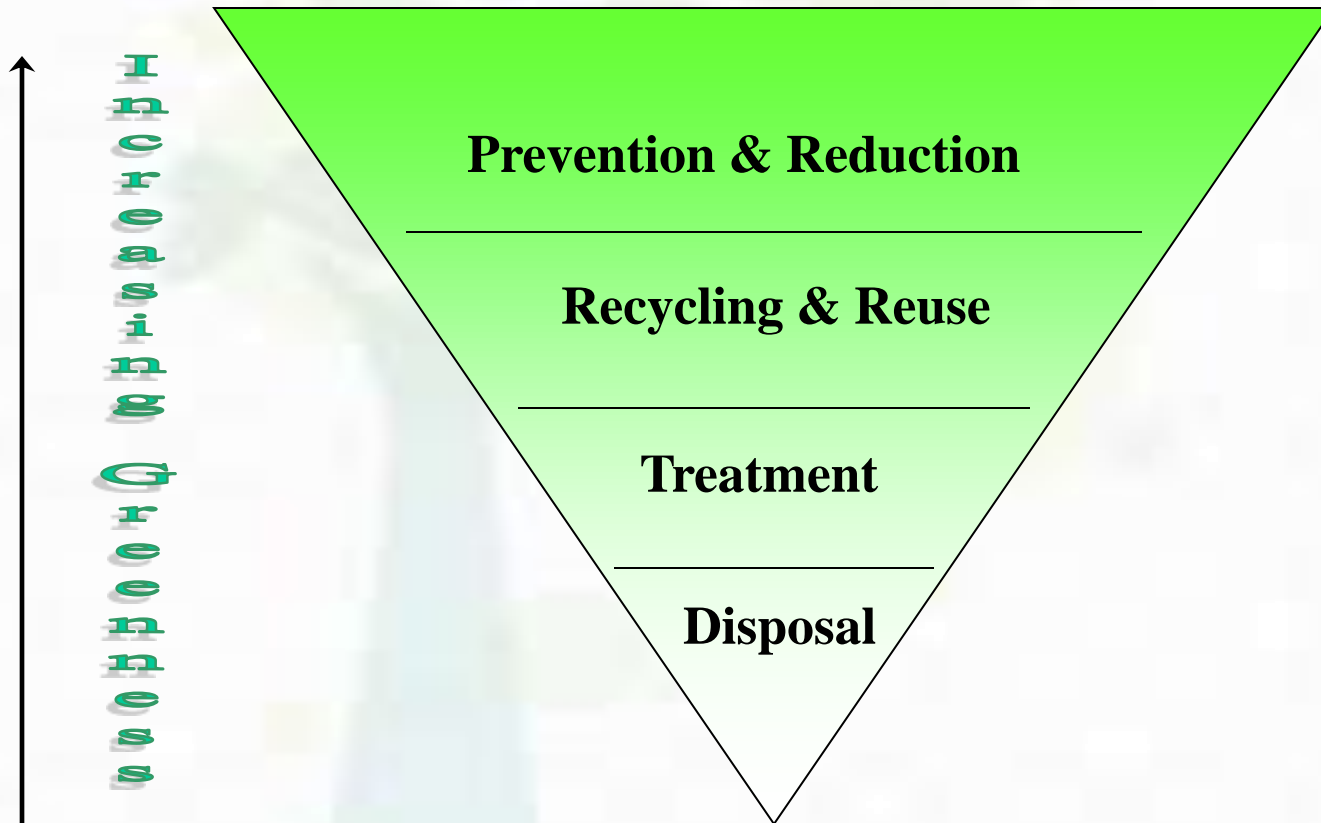 Increasing Greenness
Prevention & Reduction
Recycling & Reuse
Treatment
Disposal